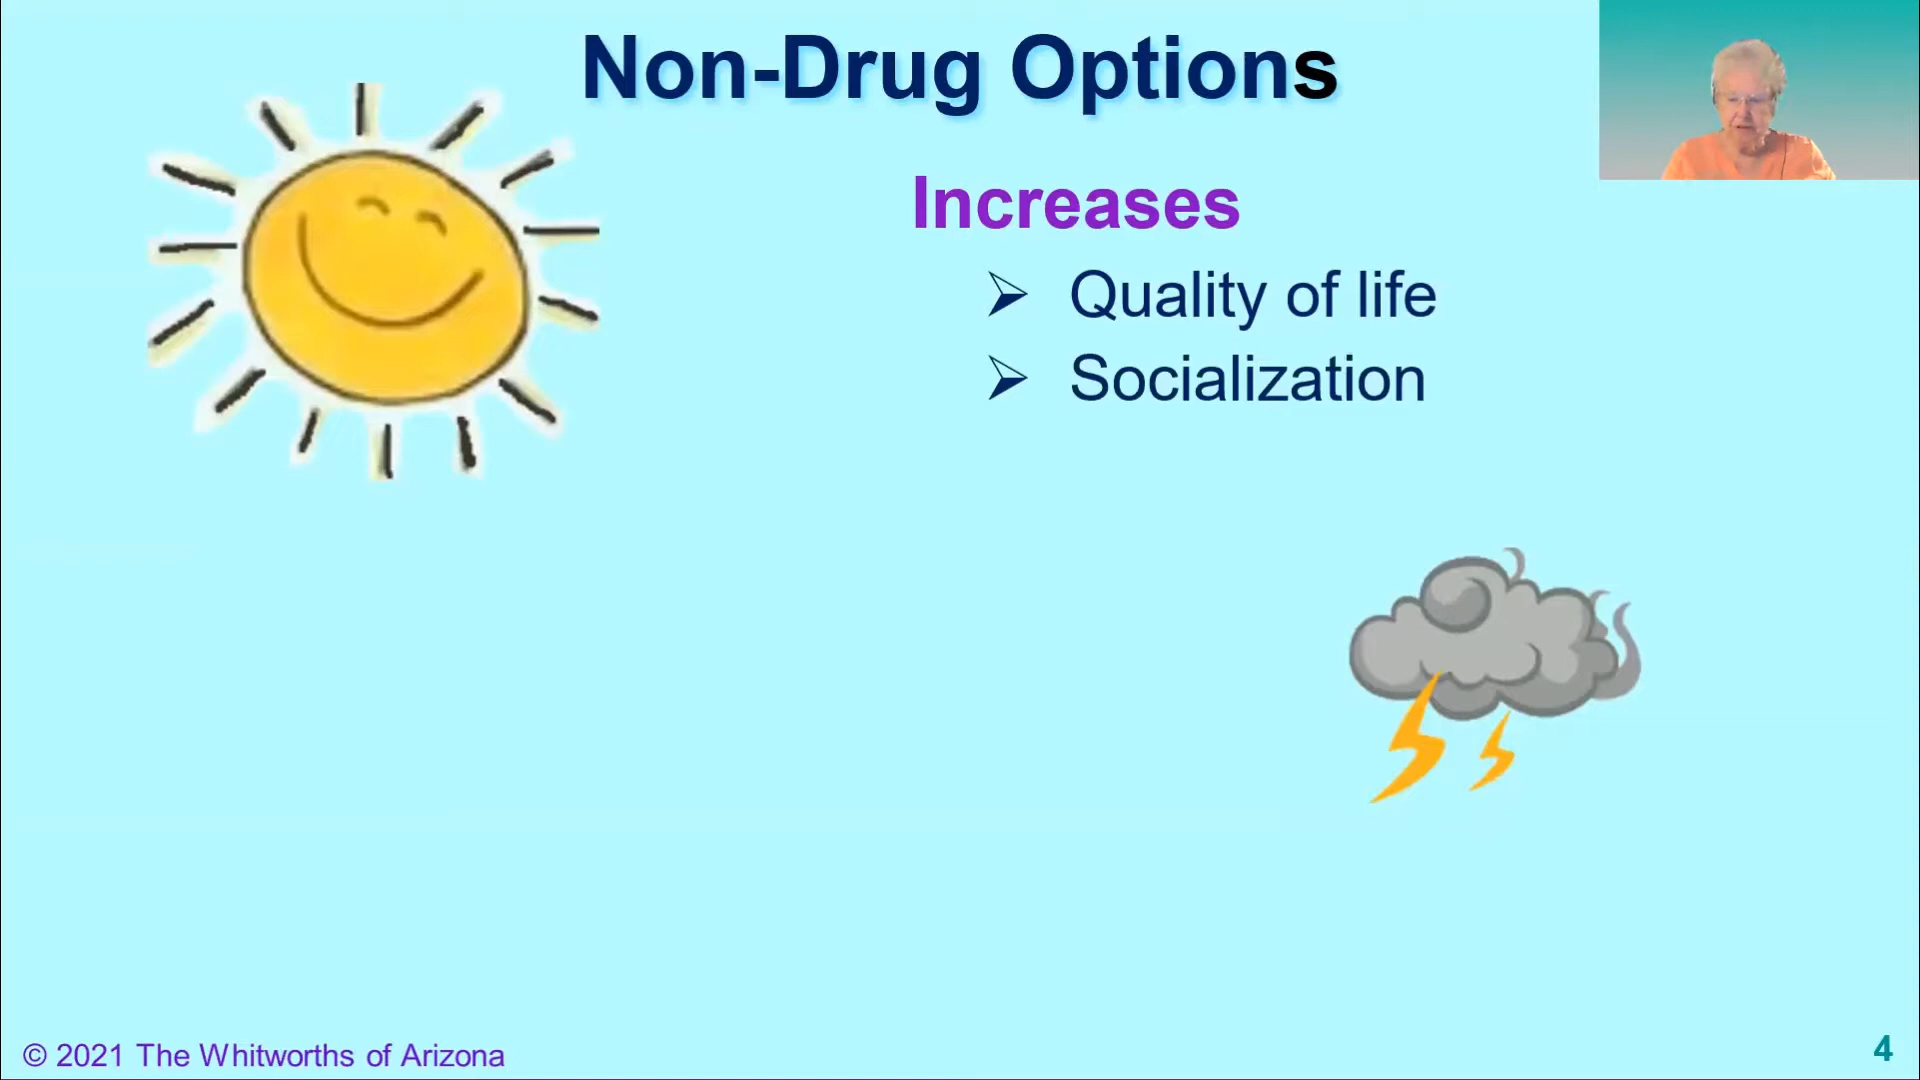 Non-Drug Options
Increases
➢ Quality of life
➢ Socialization
© 2021 The Whitworths of Arizona
4